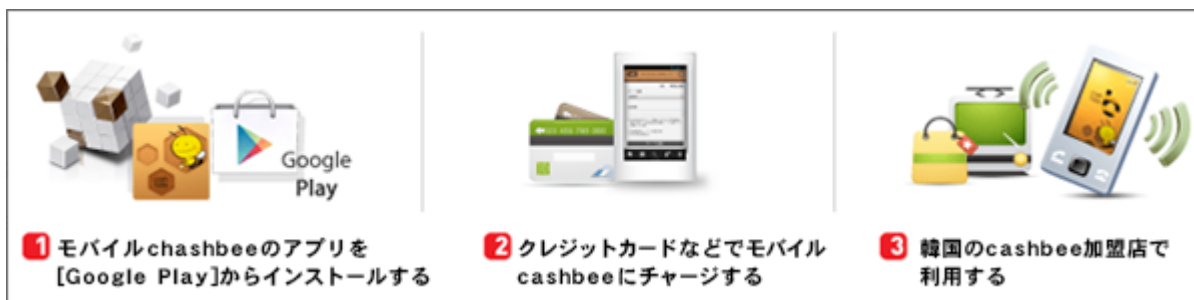 Google
Play
1 モバイルchashbeeのアプリを
[Google Play]からインストールする
2 クレジットカードなどでモバイル
cashbeeにチャージする
3 韓国のcashbee加盟店で
利用する